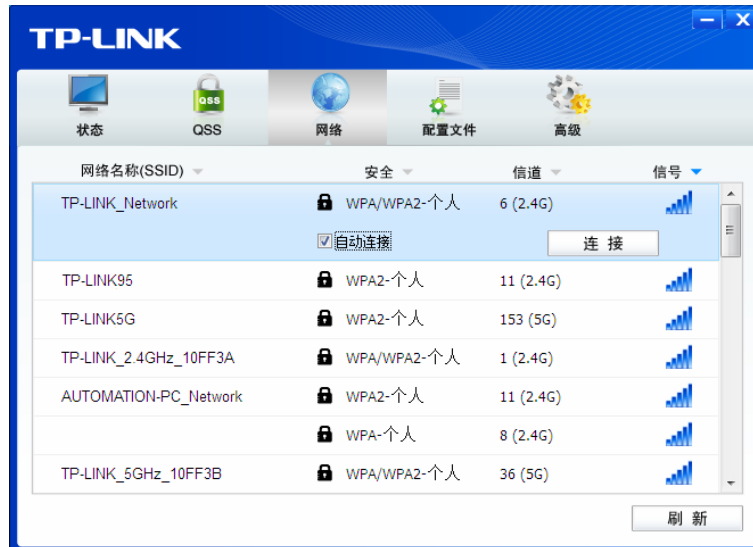 TP-LINK
QSS
状态 QSS 网络 配置文件 高级
网络名称(SSID) 安全 信道 信号
TP-LINK_Network WPA/WPA2-个人 6 (2.4G)
自动连接 连 接
TP-LINK95 WPA2-个人 11 (2.4G)
TP-LINK5G WPA2-个人 153 (5G)
TP-LINK_2.4GHz_10FF3A WPA/WPA2-个人 1 (2.4G)
AUTOMATION-PC_Network WPA2-个人 11 (2.4G)
WPA-个人 8 (2.4G)
TP-LINK_5GHz_10FF3B WPA/WPA2-个人 36 (5G)
刷 新